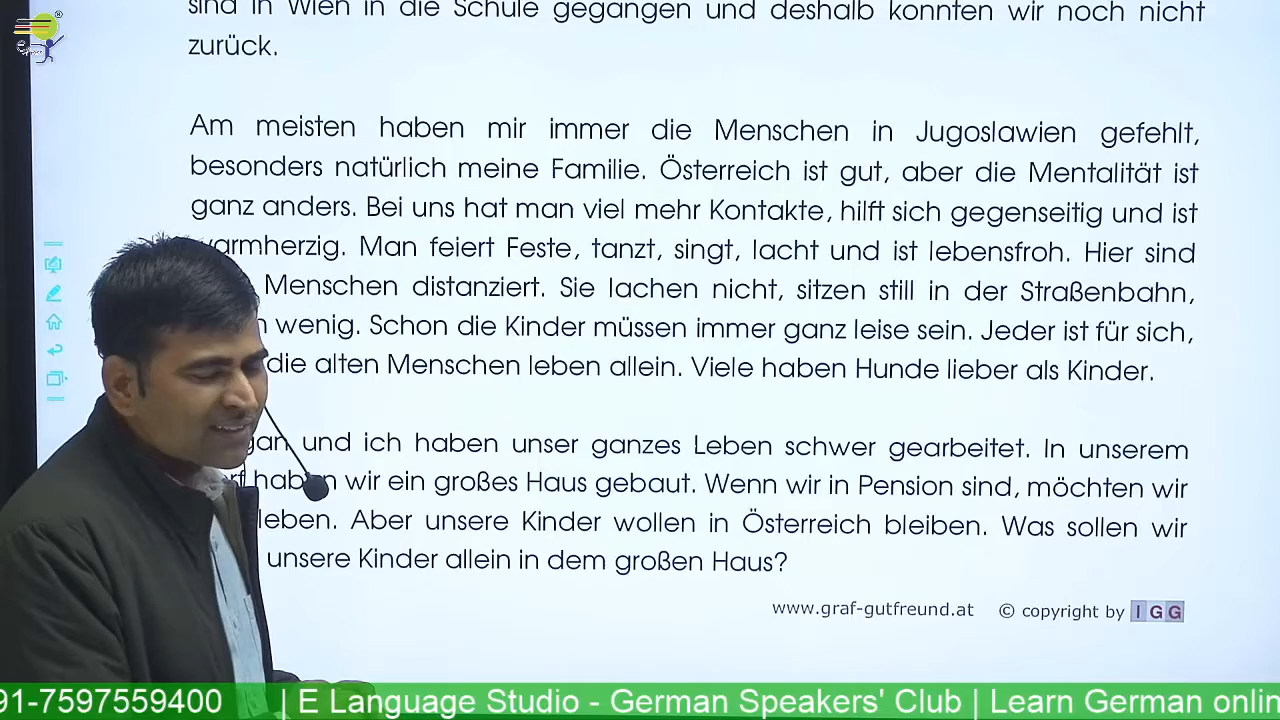 sind in Wien in die Schule gegangen und deshalb konnten wir noch nicht
zurück.
Am meisten haben mir immer die Menschen in Jugoslawien gefehlt,
besonders natürlich meine Familie. Österreich ist gut, aber die Mentalität ist
ganz anders. Bei uns hat man viel mehr Kontakte, hilft sich gegenseitig und ist
warmherzig. Man feiert Feste, tanzt, singt, lacht und ist lebensfroh. Hier sind
Menschen distanziert. Sie lachen nicht, sitzen still in der Straßenbahn,
wenig. Schon die Kinder müssen immer ganz leise sein. Jeder ist für sich,
die alten Menschen leben allein. Viele haben Hunde lieber als Kinder.
und ich haben unser ganzes Leben schwer gearbeitet. In unserem
haben wir ein großes Haus gebaut. Wenn wir in Pension sind, möchten wir
leben. Aber unsere Kinder wollen in Österreich bleiben. Was sollen wir
unsere Kinder allein in dem großen Haus?
www.graf-gutfreund.at © copyright by IGG
91-7597559400 | E Language Studio - German Speakers' Club | Learn German onlin